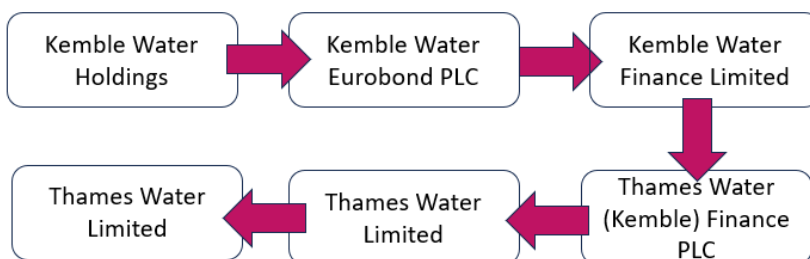 Kemble Water
Holdings
Kemble Water
Eurobond PLC
Kemble Water
Finance Limited
Thames Water
(Kemble) Finance
PLC
Thames Water
Limited
Thames Water
Limited